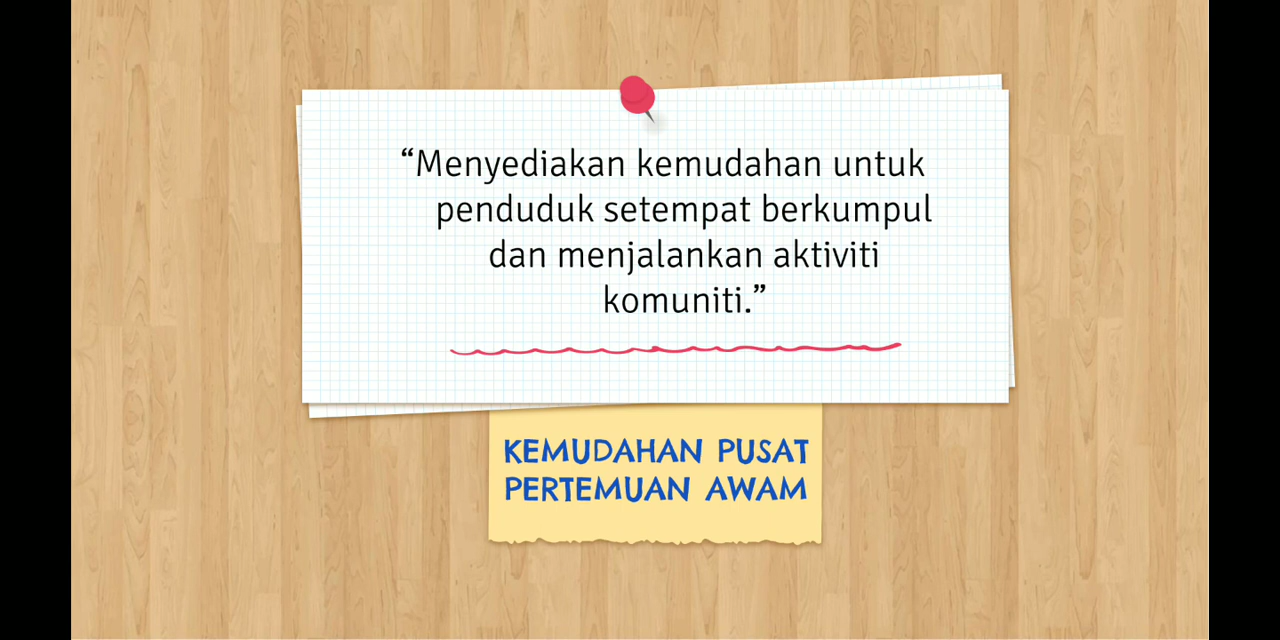 “Menyediakan kemudahan untuk
penduduk setempat berkumpul
dan menjalankan aktiviti
komuniti.”
KEMUDAHAN PUSAT
PERTEMUAN AWAM